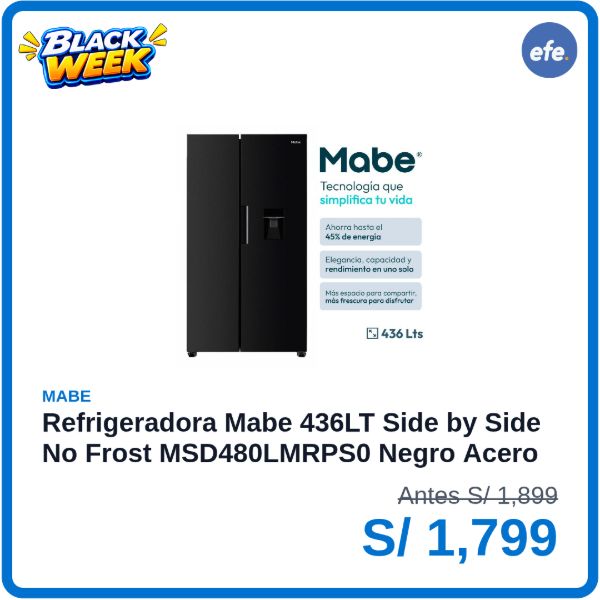 BLACK
WEEK
efe.
Mabe
Mabe®
Tecnología que
simplifica tu vida
Ahorra hasta el
45% de energía
Elegancia, capacidad y
rendimiento en uno solo
Más espacio para compartir,
más frescura para disfrutar
436 Lts
MABE
Refrigeradora Mabe 436LT Side by Side
No Frost MSD480LMRPS0 Negro Acero
Antes S/ 1,899
S/ 1,799